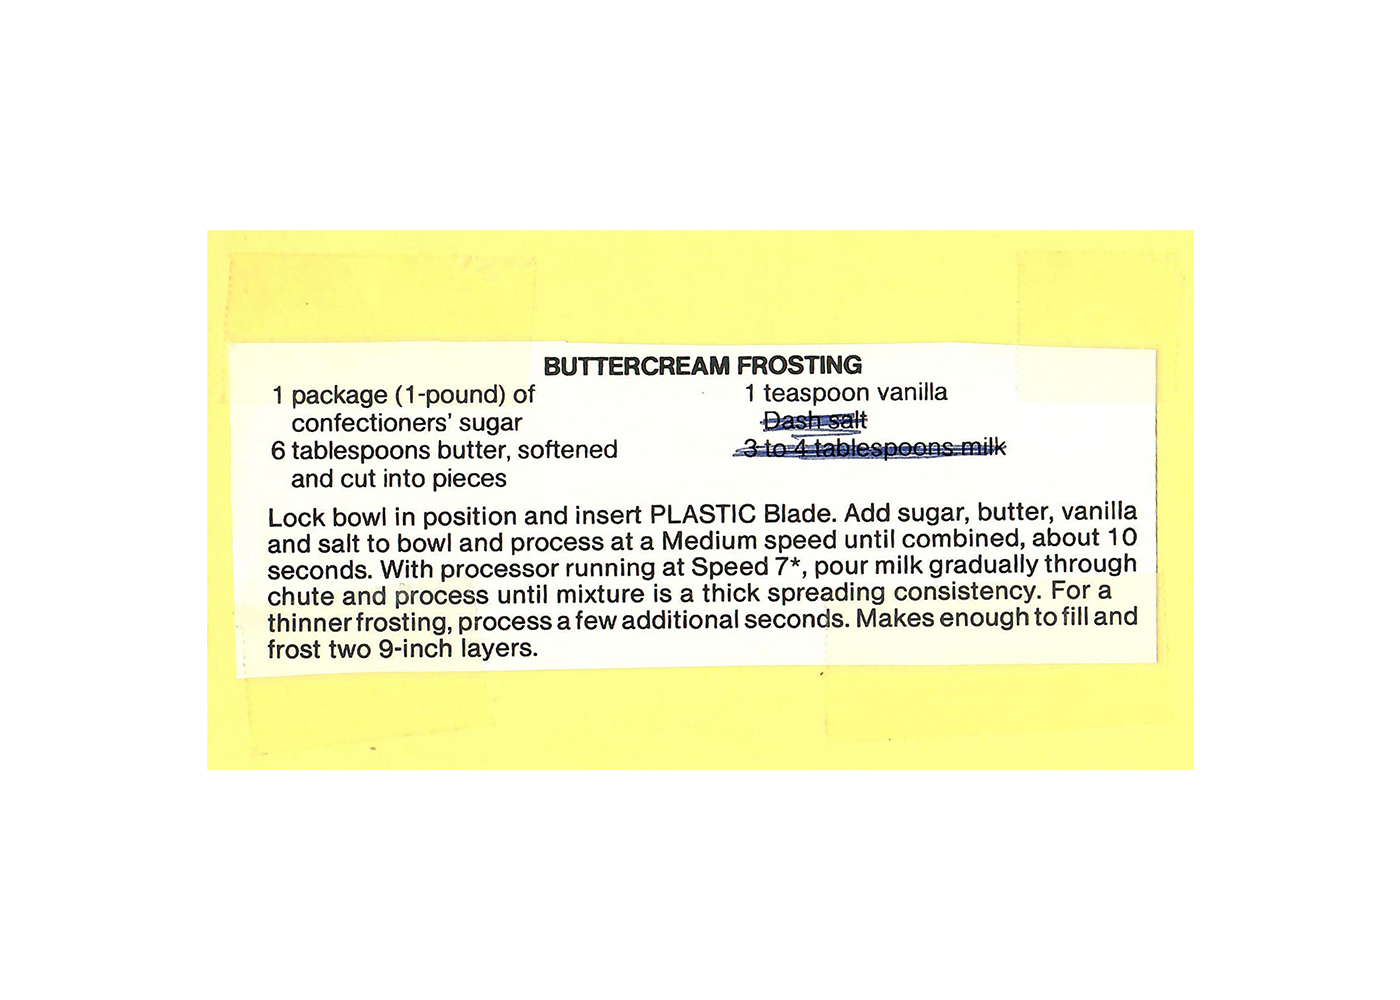 BUTTERCREAM FROSTING
1 package (1-pound) of
confectioners' sugar
6 tablespoons butter, softened
and cut into pieces
1 teaspoon vanilla
Dash salt
3 to 4 tablespoons milk
Lock bowl in position and insert PLASTIC Blade. Add sugar, butter, vanilla
and salt to bowl and process at a Medium speed until combined, about 10
seconds. With processor running at Speed 7*, pour milk gradually through
chute and process until mixture is a thick spreading consistency. For a
thinner frosting, process a few additional seconds. Makes enough to fill and
frost two 9-inch layers.